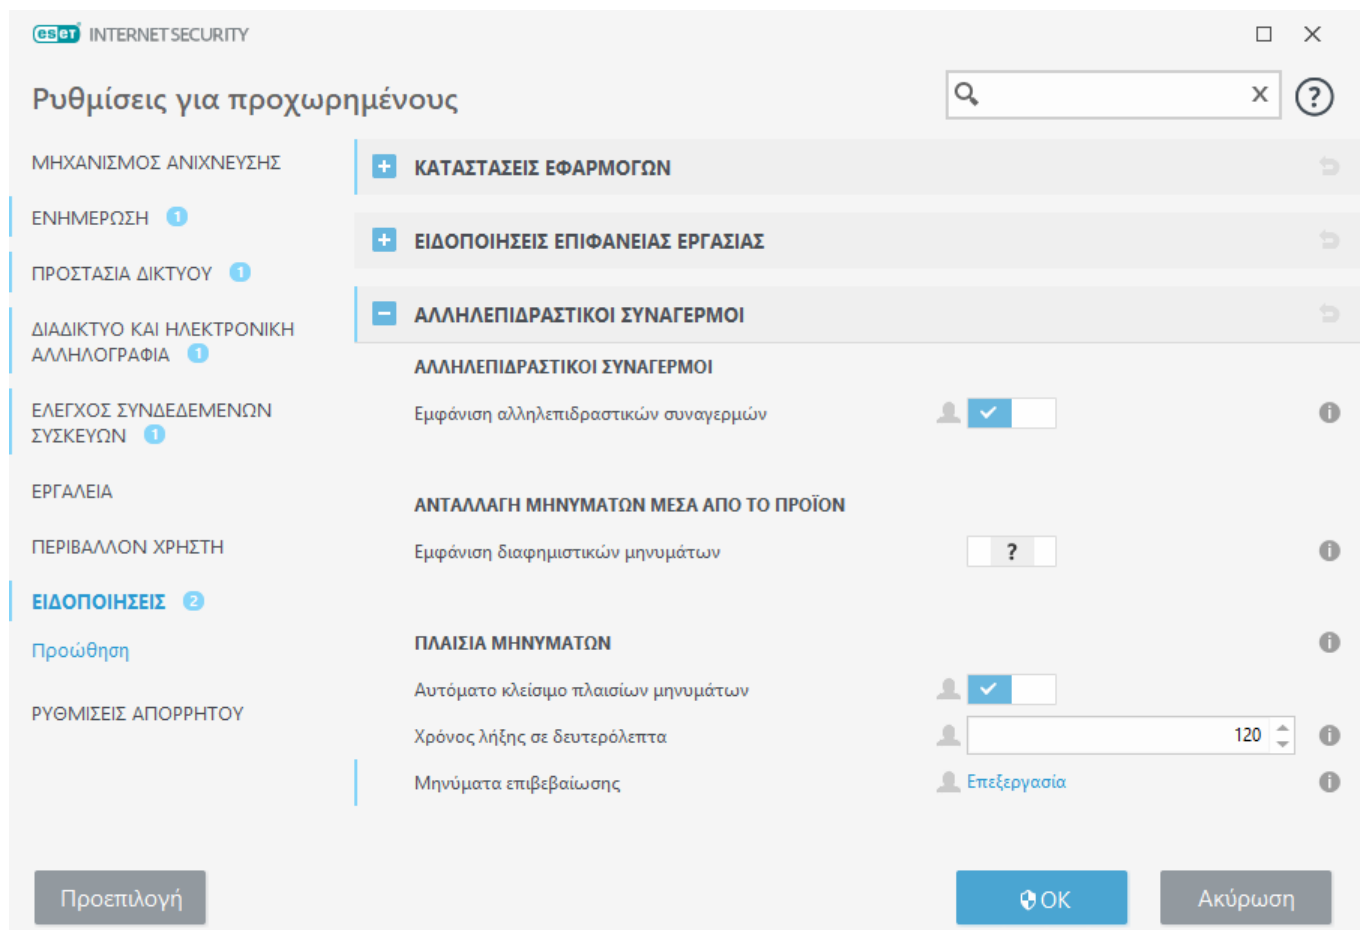 eset INTERNET SECURITY
Ρυθμίσεις για προχωρημένους
X
?
ΜΗΧΑΝΙΣΜΟΣ ΑΝΙΧΝΕΥΣΗΣ
ΕΝΗΜΕΡΩΣΗ 1
ΠΡΟΣΤΑΣΙΑ ΔΙΚΤΥΟΥ 1
ΔΙΑΔΙΚΤΥΟ ΚΑΙ ΗΛΕΚΤΡΟΝΙΚΗ
ΑΛΛΗΛΟΓΡΑΦΙΑ 1
ΕΛΕΓΧΟΣ ΣΥΝΔΕΔΕΜΕΝΩΝ
ΣΥΣΚΕΥΩΝ 1
ΕΡΓΑΛΕΙΑ
ΠΕΡΙΒΑΛΛΟΝ ΧΡΗΣΤΗ
ΕΙΔΟΠΟΙΗΣΕΙΣ 2
Προώθηση
ΡΥΘΜΙΣΕΙΣ ΑΠΟΡΡΗΤΟΥ
ΚΑΤΑΣΤΑΣΕΙΣ ΕΦΑΡΜΟΓΩΝ
ΕΙΔΟΠΟΙΗΣΕΙΣ ΕΠΙΦΑΝΕΙΑΣ ΕΡΓΑΣΙΑΣ
ΑΛΛΗΛΕΠΙΔΡΑΣΤΙΚΟΙ ΣΥΝΑΓΕΡΜΟΙ
ΑΛΛΗΛΕΠΙΔΡΑΣΤΙΚΟΙ ΣΥΝΑΓΕΡΜΟΙ
Εμφάνιση αλληλεπιδραστικών συναγερμών
ΑΝΤΑΛΛΑΓΗ ΜΗΝΥΜΑΤΩΝ ΜΕΣΑ ΑΠΟ ΤΟ ΠΡΟΪΟΝ
Εμφάνιση διαφημιστικών μηνυμάτων ?
ΠΛΑΙΣΙΑ ΜΗΝΥΜΑΤΩΝ
Αυτόματο κλείσιμο πλαισίων μηνυμάτων
Χρόνος λήξης σε δευτερόλεπτα 120
Μηνύματα επιβεβαίωσης Επεξεργασία
Προεπιλογή
OK
Ακύρωση